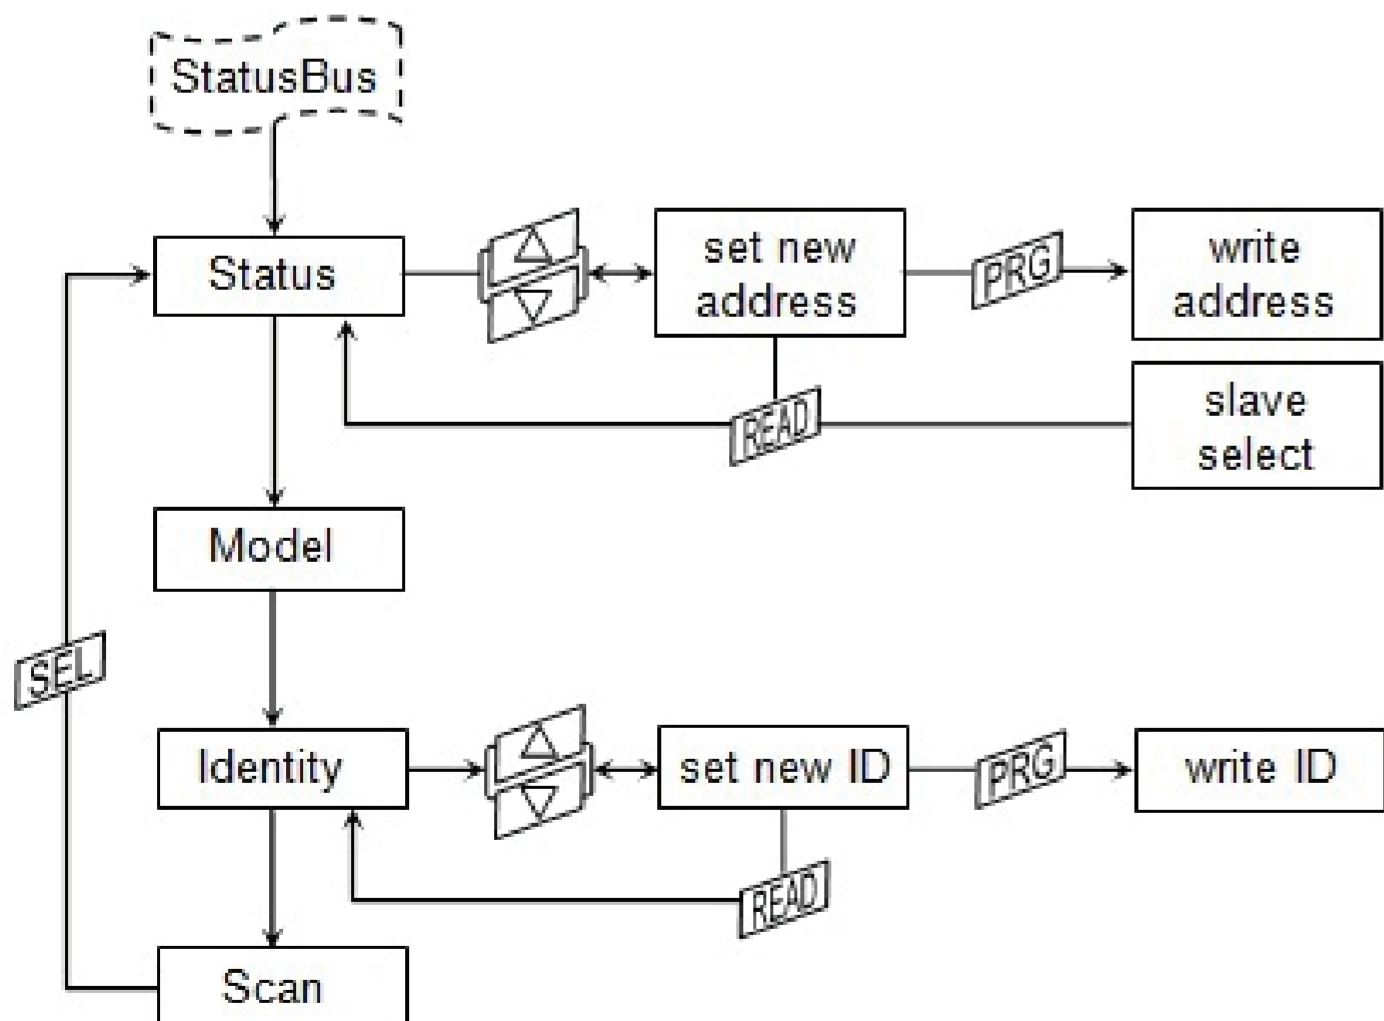 StatusBus
Status
set new
address
PRG
write
address
READ
slave
select
Model
SEL
Identity
set new ID
PRG
write ID
READ
Scan